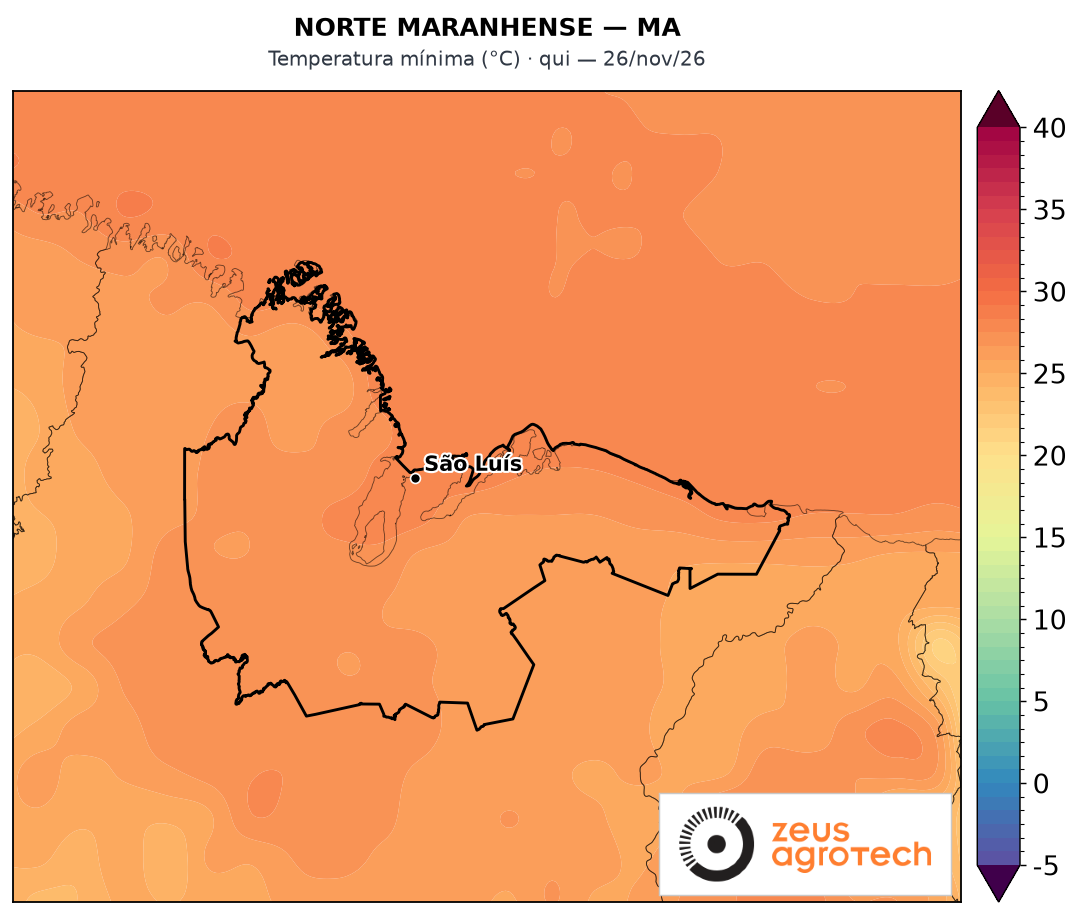 NORTE MARANHENSE — MA
Temperatura mínima (°C) · qui — 26/nov/26
São Luís
40
35
30
25
20
15
10
5
0
-5
zeus
agrotech